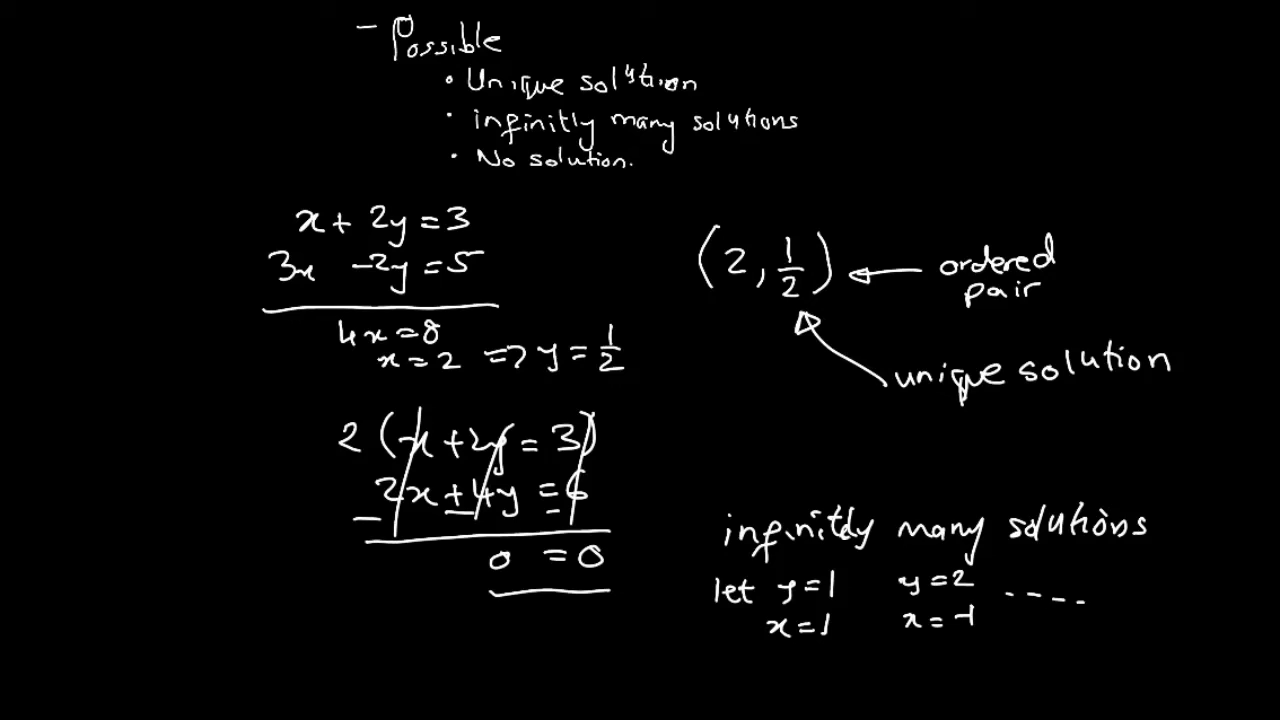 - Possible
• Unique solution
• infinitly many solutions
• No solution.
x + 2y = 3
3x - 2y = 5
4x = 8
x = 2 => y = 1/2
(2, 1/2) ← ordered pair
unique solution
2 (x + 2y = 3)
2x + 4y = 6
0 = 0
infinitly many solutions
let y = 1 y = 2 ----
x = 1 x = -1